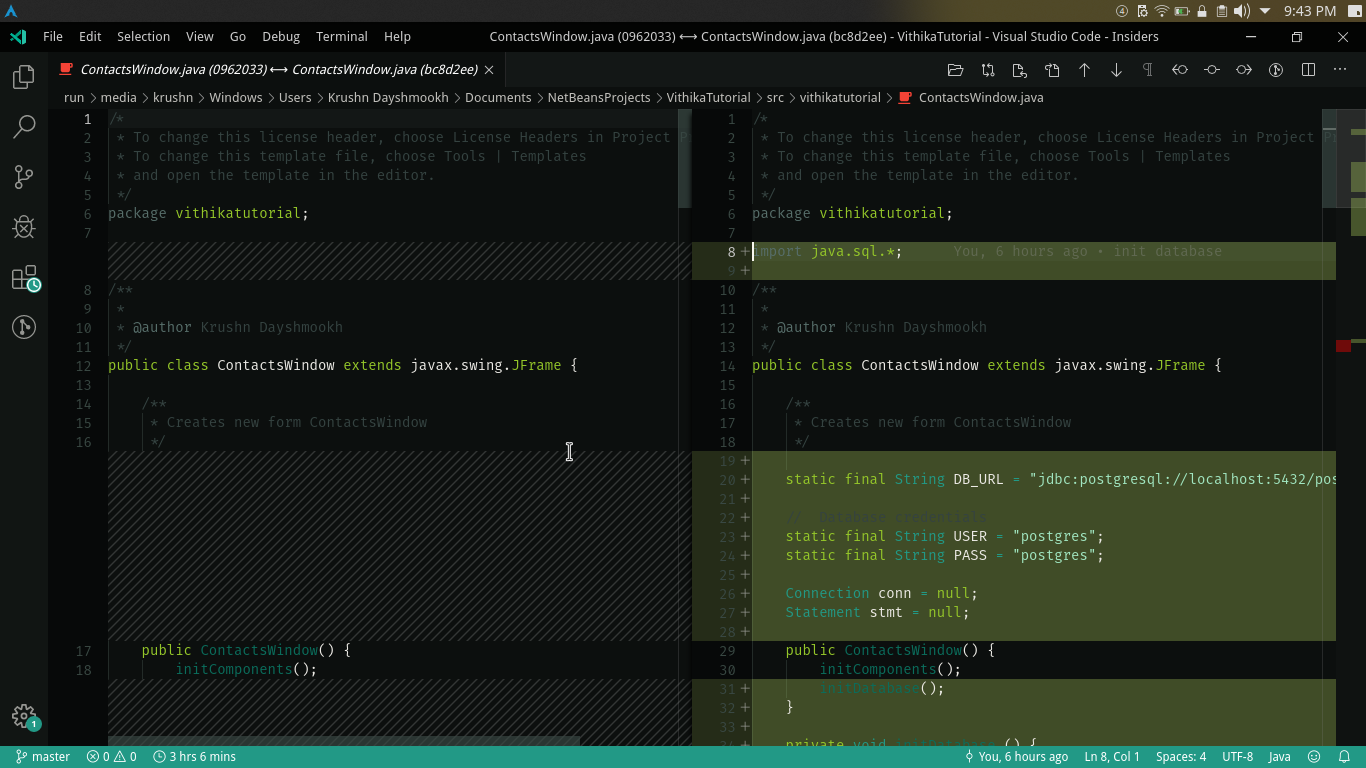 4
9:43 PM
File Edit Selection View Go Debug Terminal Help
ContactsWindow.java (0962033) ⟷ ContactsWindow.java (bc8d2ee) - VithikaTutorial - Visual Studio Code - Insiders
ContactsWindow.java (0962033) ⟷ ContactsWindow.java (bc8d2ee)
run > media > krushn > Windows > Users > Krushn Dayshmookh > Documents > NetBeansProjects > VithikaTutorial > src > vithikatutorial > ContactsWindow.java
1 /*
2 * To change this license header, choose License Headers in Project P
3 * To change this template file, choose Tools | Templates
4 * and open the template in the editor.
5 */
6 package vithikatutorial;
7
8 /**
9 *
10 * @author Krushn Dayshmookh
11 */
12 public class ContactsWindow extends javax.swing.JFrame {
13
14 /**
15 * Creates new form ContactsWindow
16 */
17 public ContactsWindow() {
18 initComponents();
1 /*
2 * To change this license header, choose License Headers in Project P
3 * To change this template file, choose Tools | Templates
4 * and open the template in the editor.
5 */
6 package vithikatutorial;
7
8 + import java.sql.*; You, 6 hours ago • init database
9 +
10 /**
11 *
12 * @author Krushn Dayshmookh
13 */
14 public class ContactsWindow extends javax.swing.JFrame {
15
16 /**
17 * Creates new form ContactsWindow
18 */
19 +
20 + static final String DB_URL = "jdbc:postgresql://localhost:5432/pos
21 +
22 + // Database credentials
23 + static final String USER = "postgres";
24 + static final String PASS = "postgres";
25 +
26 + Connection conn = null;
27 + Statement stmt = null;
28 +
29 public ContactsWindow() {
30 initComponents();
31 + initDatabase();
32 + }
33 +
34 + private void initDatabase () {
1
master 0 0 3 hrs 6 mins
You, 6 hours ago Ln 8, Col 1 Spaces: 4 UTF-8 Java